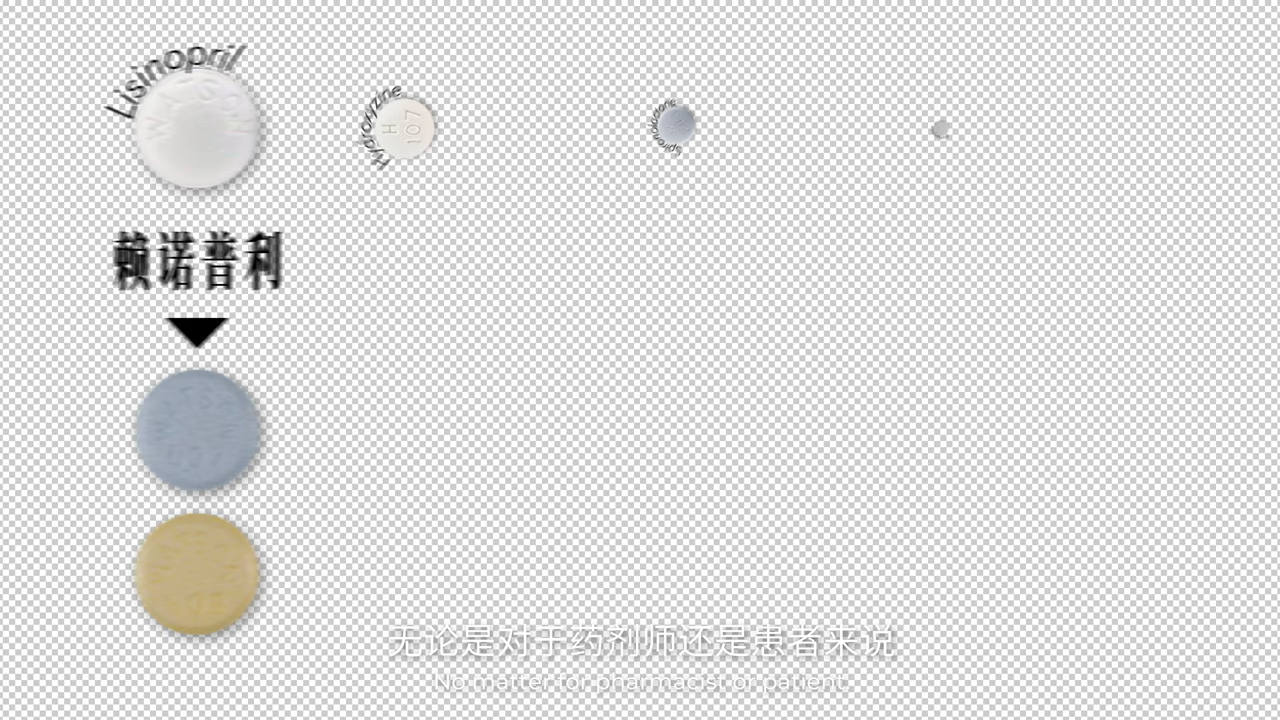 Lisinopril
WATSON
Hydroxyzine
H
107
Spironolactone
赖诺普利
无论是对于药剂师还是患者来说
No matter for pharmacist or patient